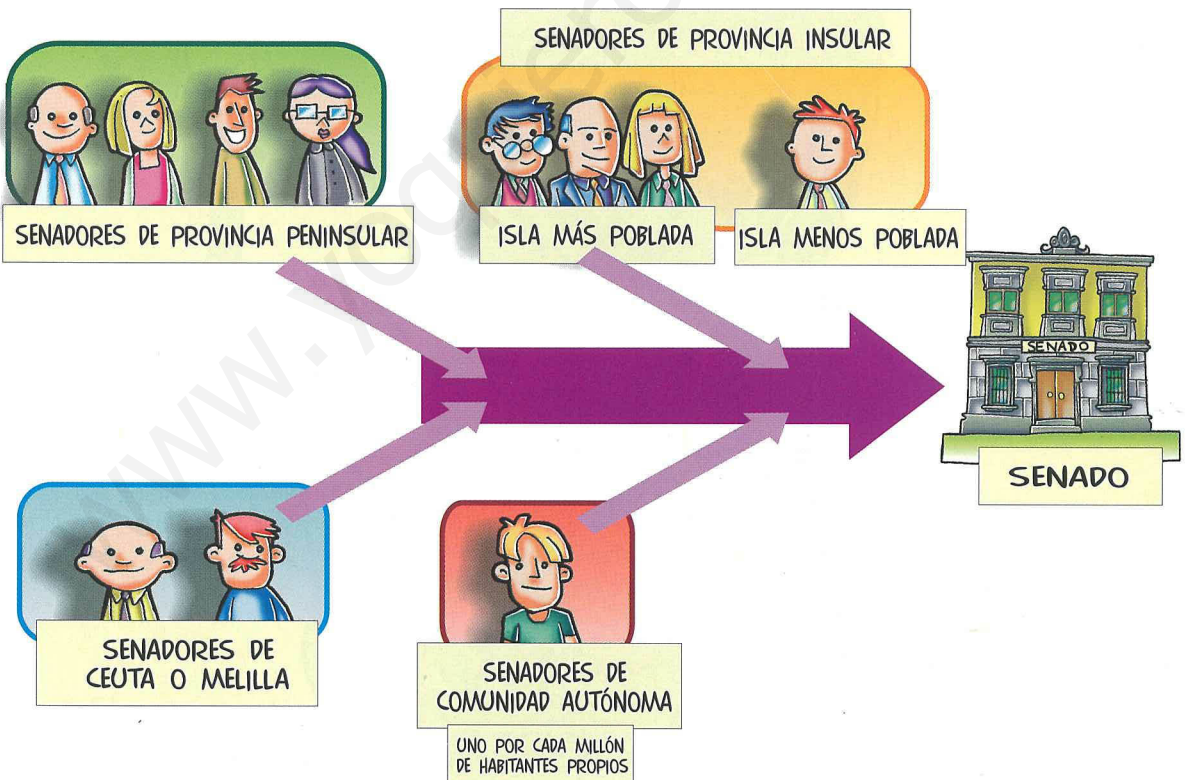 SENADORES DE PROVINCIA INSULAR
SENADORES DE PROVINCIA PENINSULAR
ISLA MÁS POBLADA
ISLA MENOS POBLADA
SENADO
SENADO
SENADORES DE
CEUTA O MELILLA
SENADORES DE
COMUNIDAD AUTÓNOMA
UNO POR CADA MILLÓN
DE HABITANTES PROPIOS